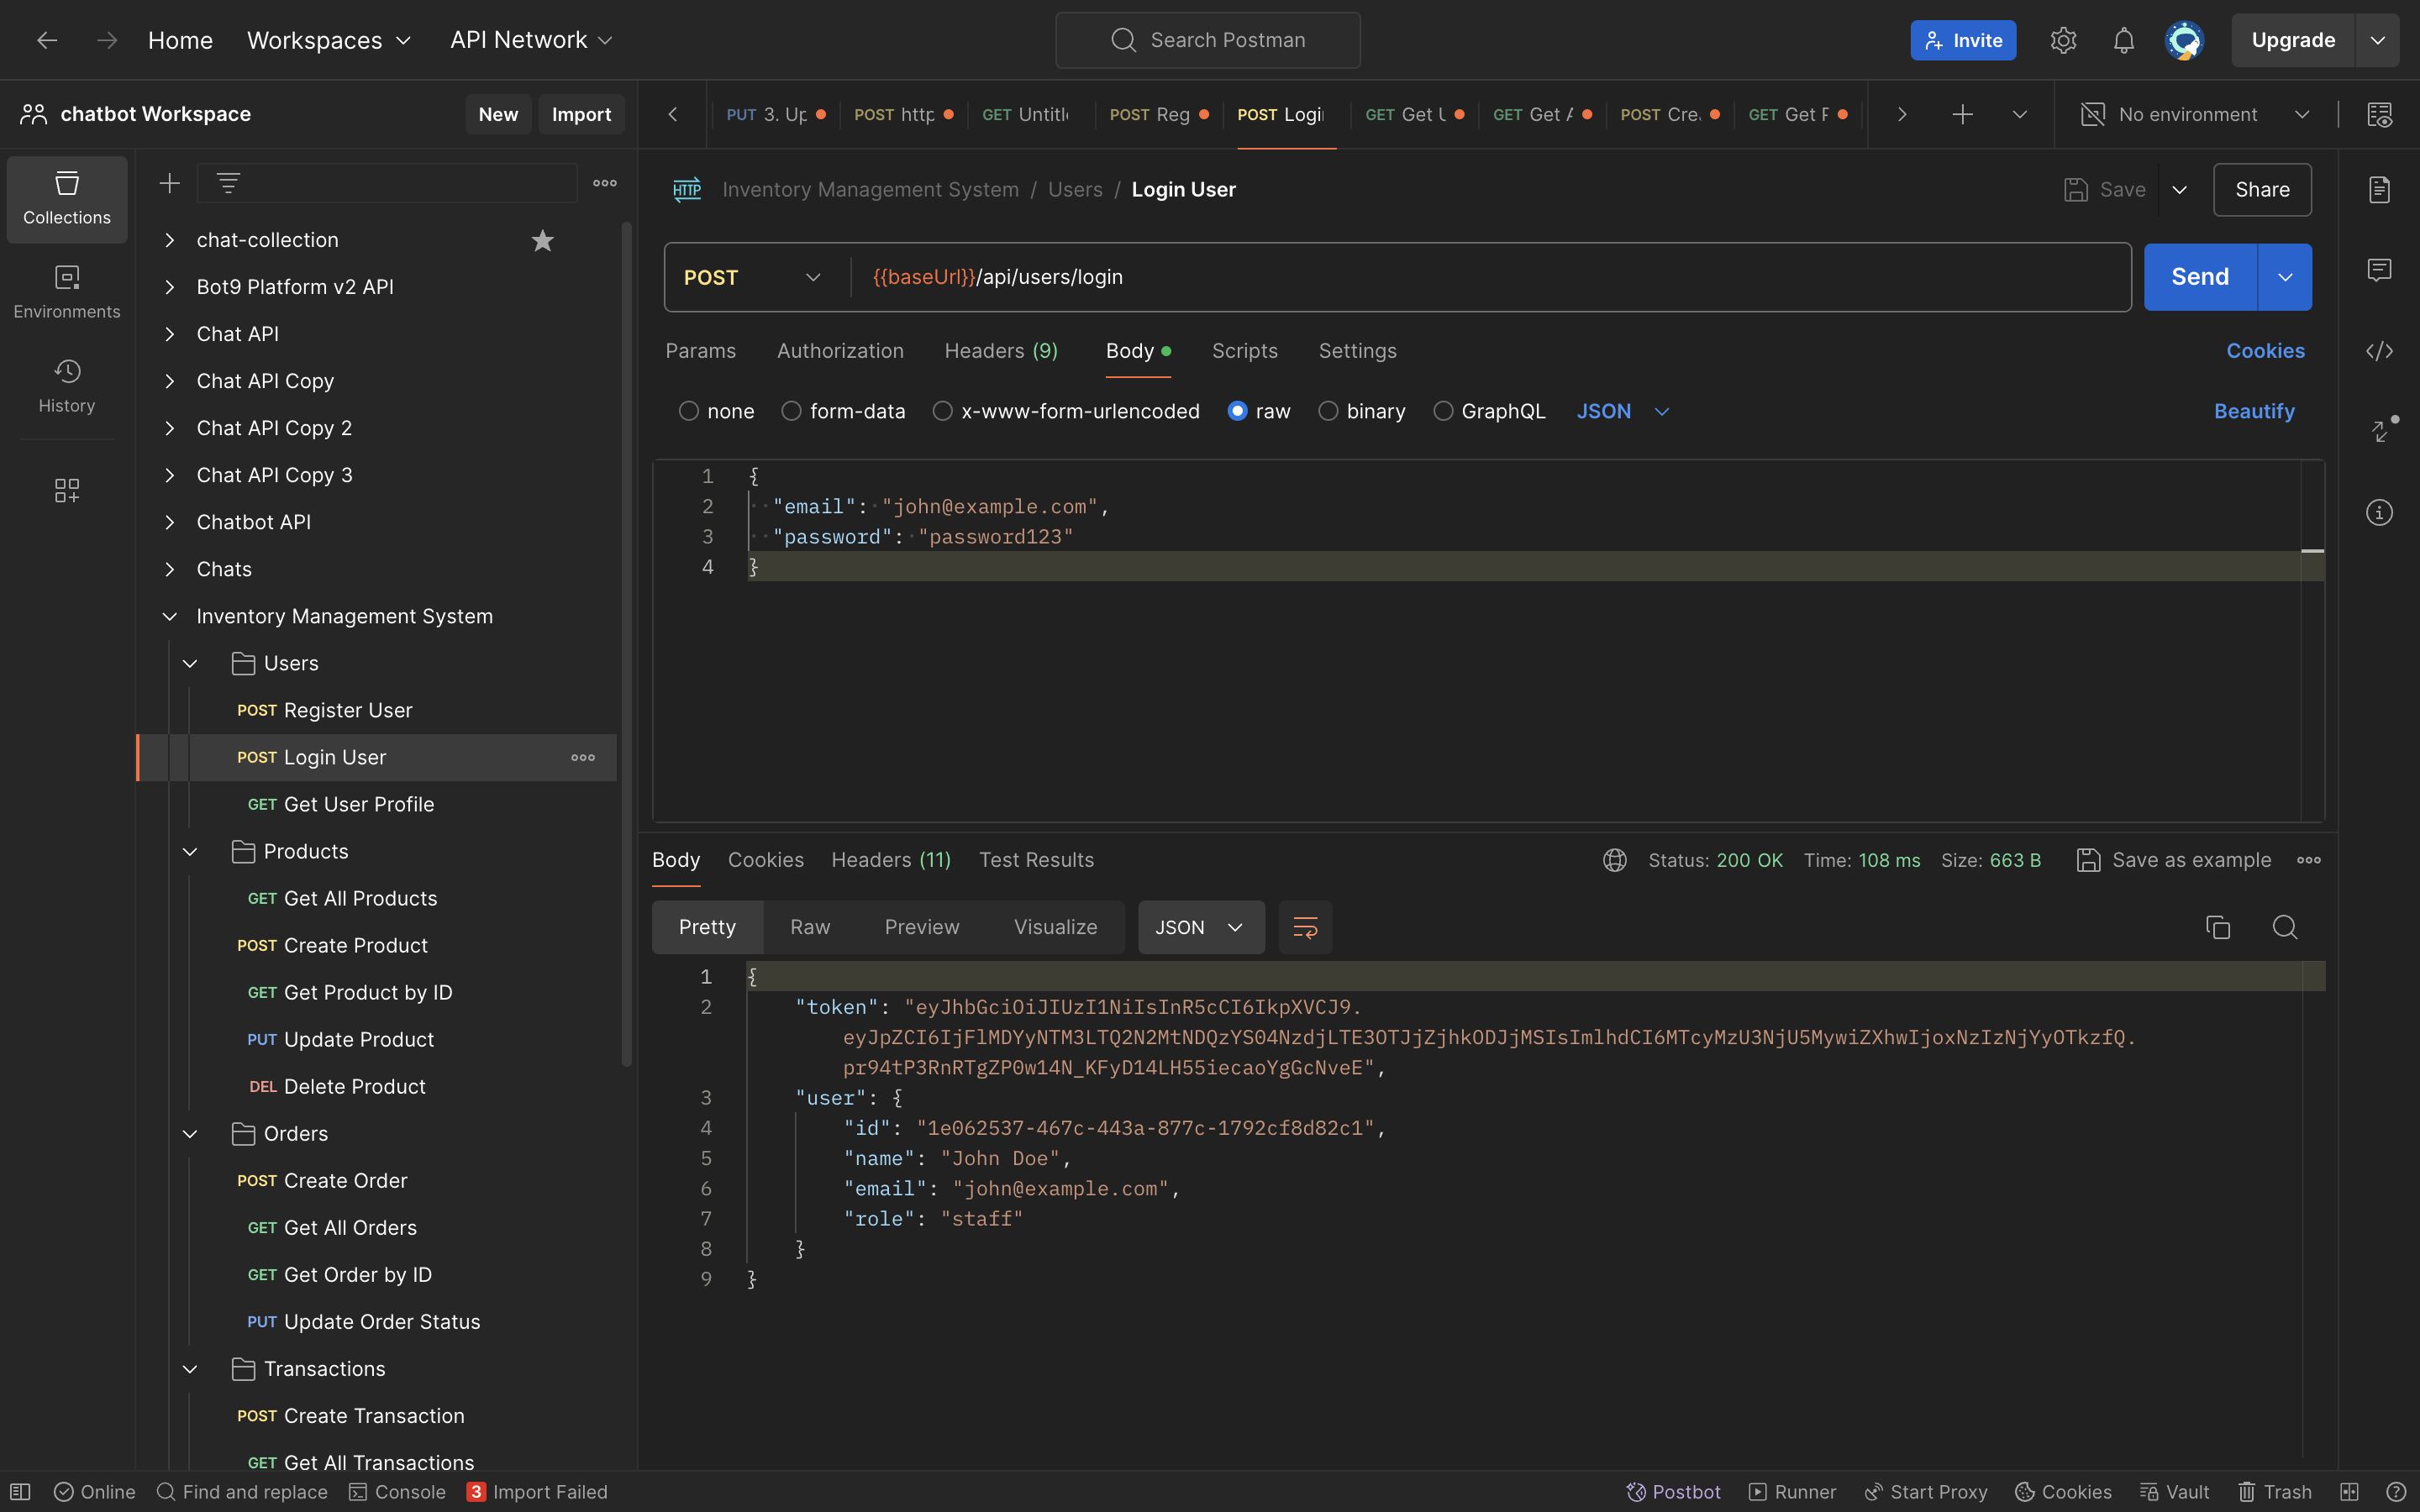 Home Workspaces API Network Search Postman Invite Upgrade
chatbot Workspace New Import PUT 3. Up POST http GET Untitle POST Reg POST Login GET Get U GET Get A POST Cre GET Get P No environment
Collections
Environments
History
chat-collection
Bot9 Platform v2 API
Chat API
Chat API Copy
Chat API Copy 2
Chat API Copy 3
Chatbot API
Chats
Inventory Management System
Users
POST Register User
POST Login User
GET Get User Profile
Products
GET Get All Products
POST Create Product
GET Get Product by ID
PUT Update Product
DEL Delete Product
Orders
POST Create Order
GET Get All Orders
GET Get Order by ID
PUT Update Order Status
Transactions
POST Create Transaction
GET Get All Transactions
HTTP Inventory Management System / Users / Login User Save Share
POST {{baseUrl}}/api/users/login Send
Params Authorization Headers (9) Body Scripts Settings Cookies
none form-data x-www-form-urlencoded raw binary GraphQL JSON Beautify
1 {
2 "email": "john@example.com",
3 "password": "password123"
4 }
Body Cookies Headers (11) Test Results Status: 200 OK Time: 108 ms Size: 663 B Save as example
Pretty Raw Preview Visualize JSON
1 {
2 "token": "eyJhbGciOiJIUzI1NiIsInR5cCI6IkpXVCJ9.
eyJpZCI6IjFlMDYyNTM3LTQ2N2MtNDQzYS04NzdjLTE3OTJjZjhkODJjMSIsImlhdCI6MTcyMzU3NjU5MywiZXhwIjoxNzIzNjYyOTkzfQ.
pr94tP3RnRTgZP0w14N_KFyD14LH55iecaoYgGcNveE",
3 "user": {
4 "id": "1e062537-467c-443a-877c-1792cf8d82c1",
5 "name": "John Doe",
6 "email": "john@example.com",
7 "role": "staff"
8 }
9 }
Online Find and replace Console 3 Import Failed Postbot Runner Start Proxy Cookies Vault Trash